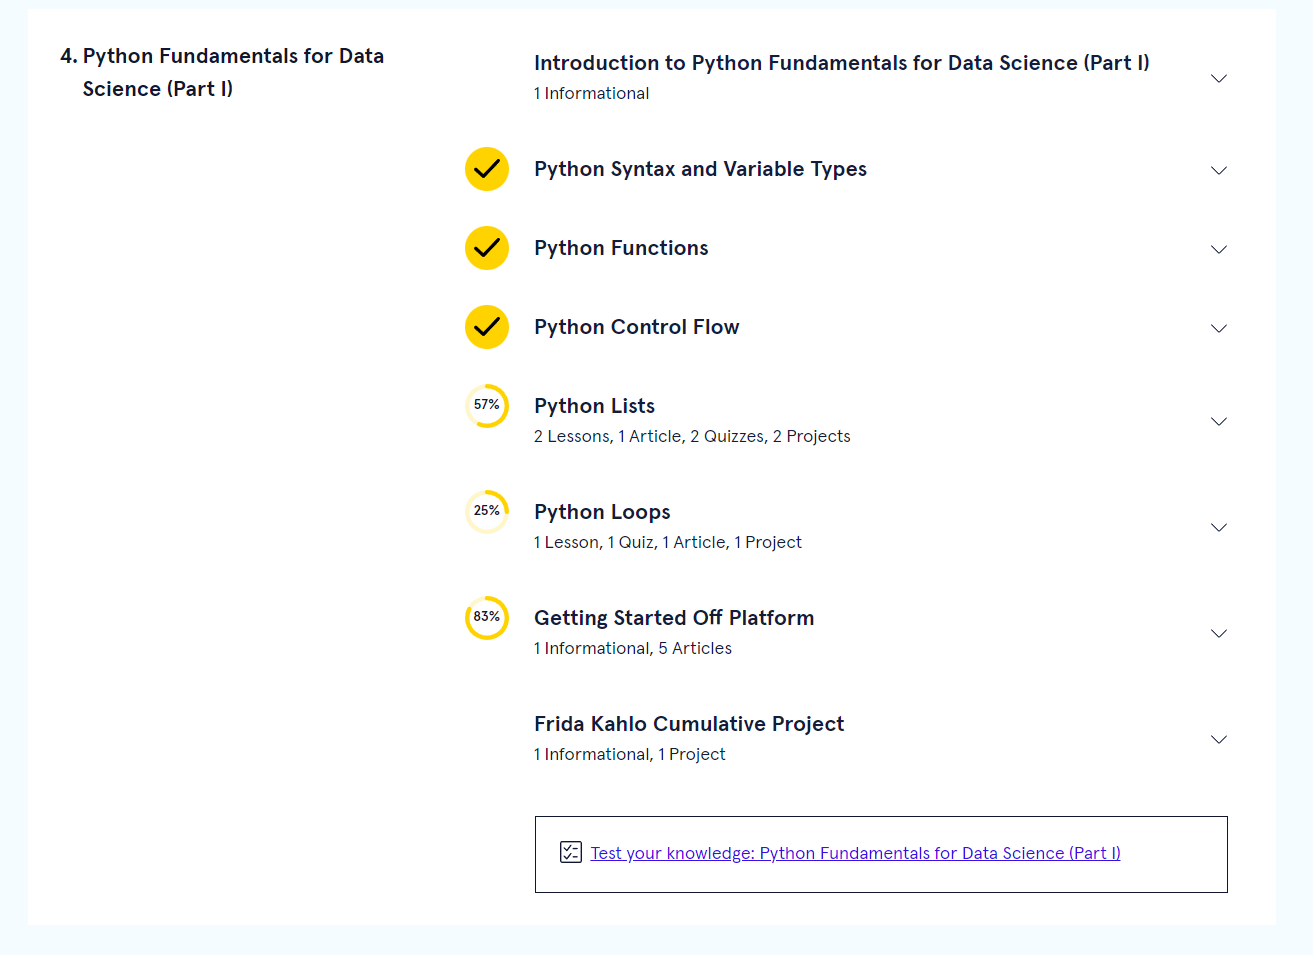 4. Python Fundamentals for Data
Science (Part I)
Introduction to Python Fundamentals for Data Science (Part I)
1 Informational
Python Syntax and Variable Types
Python Functions
Python Control Flow
57%
Python Lists
2 Lessons, 1 Article, 2 Quizzes, 2 Projects
25%
Python Loops
1 Lesson, 1 Quiz, 1 Article, 1 Project
83%
Getting Started Off Platform
1 Informational, 5 Articles
Frida Kahlo Cumulative Project
1 Informational, 1 Project
Test your knowledge: Python Fundamentals for Data Science (Part I)